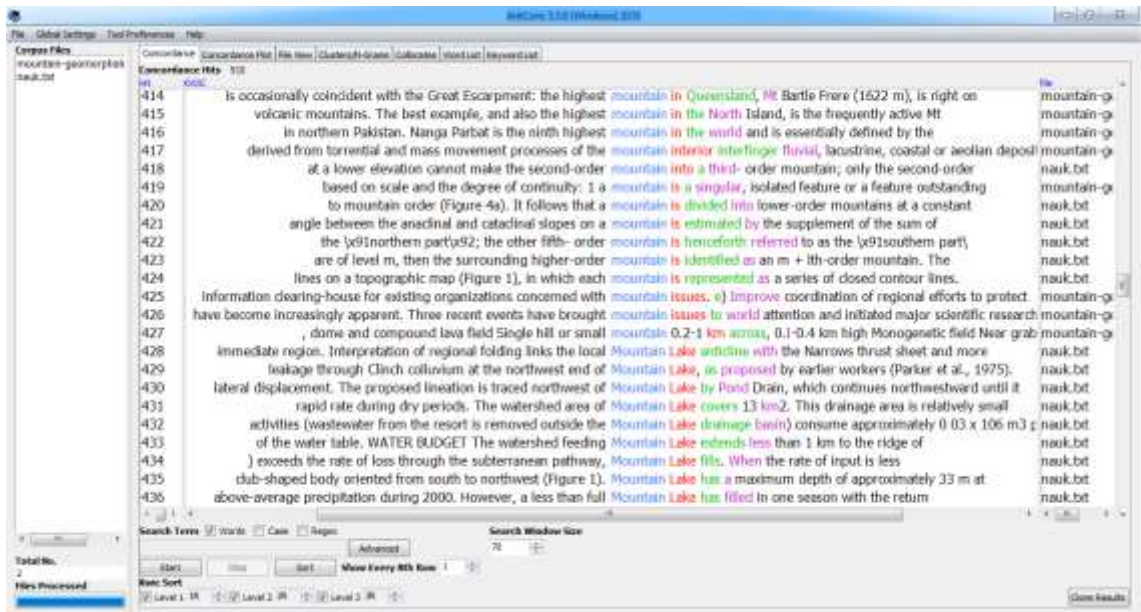 AntConc (Windows)
File Global Settings Tool Preferences Help
Corpus Files
mountain-geomorphon
nauk.txt
Concordance Concordance Plot File View Clusters/N-Grams Collocates Word List Keyword List
Concordance Hits
Hit KWIC File
414 is occasionally coincident with the Great Escarpment: the highest mountain in Queensland, Mt Bartle Frere (1622 m), is right on mountain-ge
415 volcanic mountains. The best example, and also the highest mountain in the North Island, is the frequently active Mt mountain-ge
416 in northern Pakistan. Nanga Parbat is the ninth highest mountain in the world and is essentially defined by the mountain-ge
417 derived from torrential and mass movement processes of the mountain interior interfinger fluvial, lacustrine, coastal or aeolian deposit mountain-ge
418 at a lower elevation cannot make the second-order mountain into a third- order mountain; only the second-order nauk.txt
419 based on scale and the degree of continuity: 1 a mountain is a singular, isolated feature or a feature outstanding mountain-ge
420 to mountain order (Figure 4a). It follows that a mountain is divided into lower-order mountains at a constant nauk.txt
421 angle between the anaclinal and cataclinal slopes on a mountain is estimated by the supplement of the sum of nauk.txt
422 the \x91northern part\x92; the other fifth- order mountain is henceforth referred to as the \x91southern part\ nauk.txt
423 are of level m, then the surrounding higher-order mountain is identified as an m + lth-order mountain. The nauk.txt
424 lines on a topographic map (Figure 1), in which each mountain is represented as a series of closed contour lines. nauk.txt
425 Information clearing-house for existing organizations concerned with mountain issues. e) Improve coordination of regional efforts to protect mountain-ge
426 have become increasingly apparent. Three recent events have brought mountain issues to world attention and initiated major scientific research mountain-ge
427 , dome and compound lava field Single hill or small mountain 0.2-1 km across, 0.1-0.4 km high Monogenetic field Near grab mountain-ge
428 immediate region. Interpretation of regional folding links the local Mountain Lake anticline with the Narrows thrust sheet and more nauk.txt
429 leakage through Clinch colluvium at the northwest end of Mountain Lake, as proposed by earlier workers (Parker et al., 1975). nauk.txt
430 lateral displacement. The proposed lineation is traced northwest of Mountain Lake by Pond Drain, which continues northwestward until it nauk.txt
431 rapid rate during dry periods. The watershed area of Mountain Lake covers 13 km2. This drainage area is relatively small nauk.txt
432 activities (wastewater from the resort is removed outside the Mountain Lake drainage basin) consume approximately 0 03 x 106 m3 p nauk.txt
433 of the water table. WATER BUDGET The watershed feeding Mountain Lake extends less than 1 km to the ridge of nauk.txt
434 ) exceeds the rate of loss through the subterranean pathway, Mountain Lake fills. When the rate of input is less nauk.txt
435 club-shaped body oriented from south to northwest (Figure 1). Mountain Lake has a maximum depth of approximately 33 m at nauk.txt
436 above-average precipitation during 2000. However, a less than full Mountain Lake has filled in one season with the return nauk.txt
Search Term Words Case Regex Search Window Size
Advanced
Start Stop Sort Show Every Nth Row 1
Kwic Sort
Level 1 Level 2 Level 3
Clone Results
Total No.
2
Files Processed